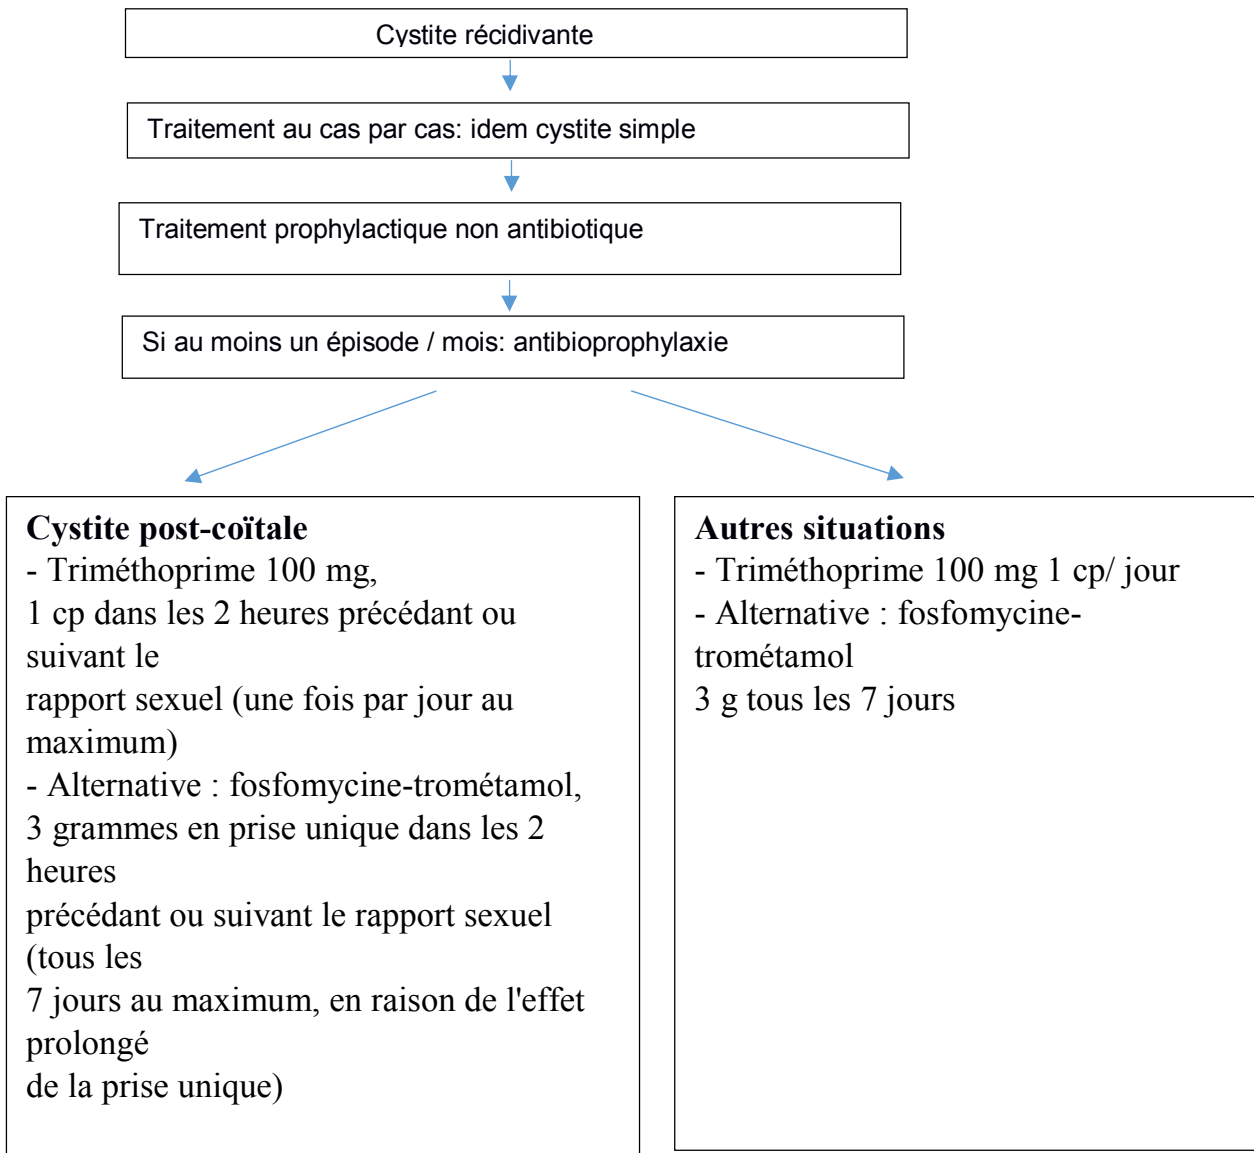 Cystite récidivante
Traitement au cas par cas: idem cystite simple
Traitement prophylactique non antibiotique
Si au moins un épisode / mois: antibioprophylaxie
Cystite post-coïtale
- Triméthoprime 100 mg,
1 cp dans les 2 heures précédant ou
suivant le
rapport sexuel (une fois par jour au
maximum)
- Alternative : fosfomycine-trométamol,
3 grammes en prise unique dans les 2
heures
précédant ou suivant le rapport sexuel
(tous les
7 jours au maximum, en raison de l'effet
prolongé
de la prise unique)
Autres situations
- Triméthoprime 100 mg 1 cp/ jour
- Alternative : fosfomycine-
trométamol
3 g tous les 7 jours